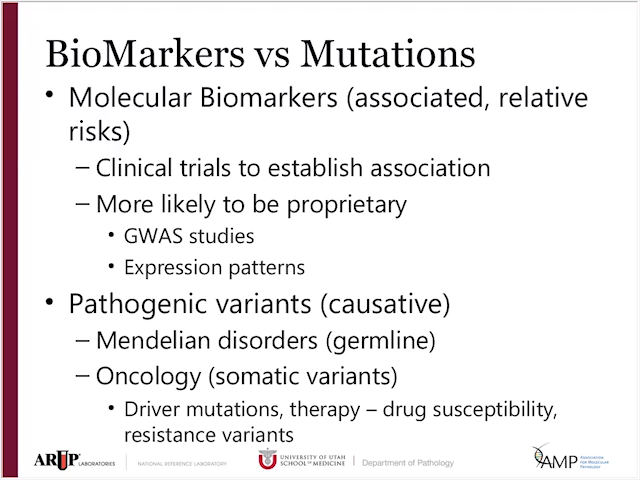 BioMarkers vs Mutations
• Molecular Biomarkers (associated, relative
risks)
– Clinical trials to establish association
– More likely to be proprietary
• GWAS studies
• Expression patterns
• Pathogenic variants (causative)
– Mendelian disorders (germline)
– Oncology (somatic variants)
• Driver mutations, therapy – drug susceptibility,
resistance variants
ARUP LABORATORIES
NATIONAL REFERENCE LABORATORY
UNIVERSITY OF UTAH
SCHOOL OF MEDICINE
Department of Pathology
AMP
ASSOCIATION
FOR MOLECULAR
PATHOLOGY